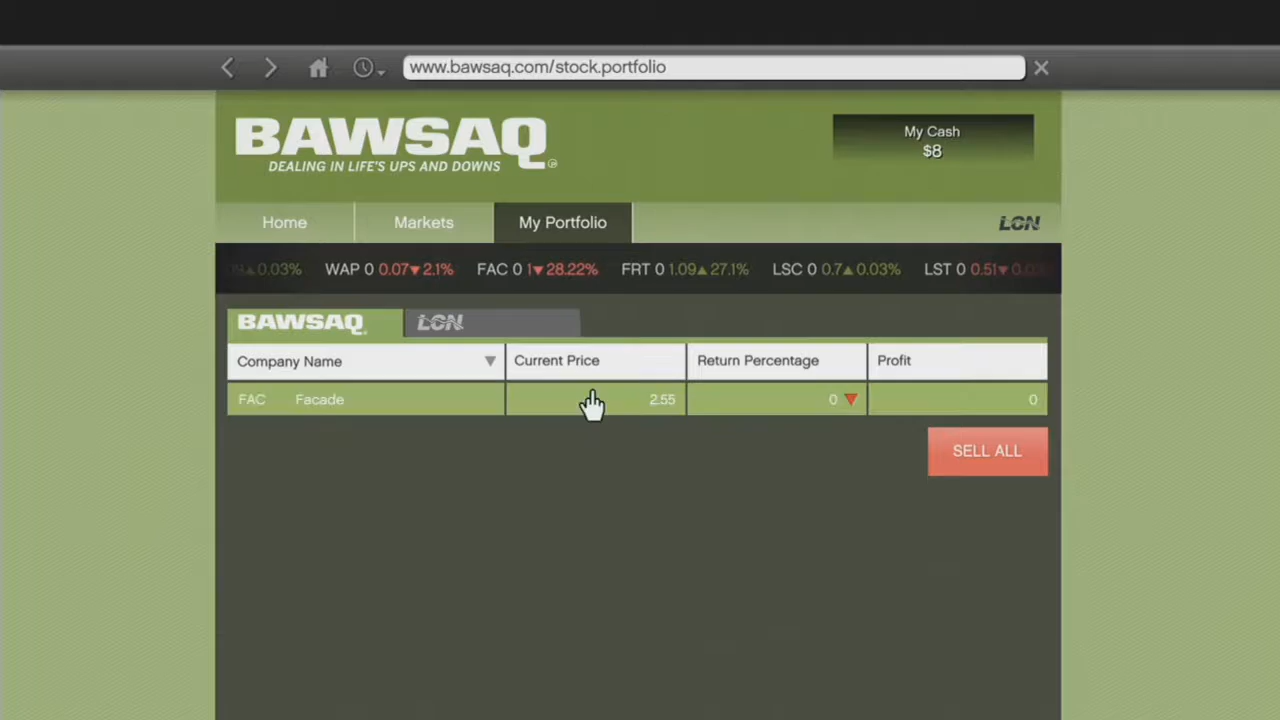 www.bawsaq.com/stock.portfolio
BAWSAQ
DEALING IN LIFE'S UPS AND DOWNS
My Cash
$8
Home Markets My Portfolio LCN
0.03% WAP 0 0.07▼2.1% FAC 0 1▼28.22% FRT 0 1.09▲27.1% LSC 0 0.7▲0.03% LST 0 0.51▼
BAWSAQ LCN
Company Name Current Price Return Percentage Profit
FAC Facade 2.55 0 0
SELL ALL